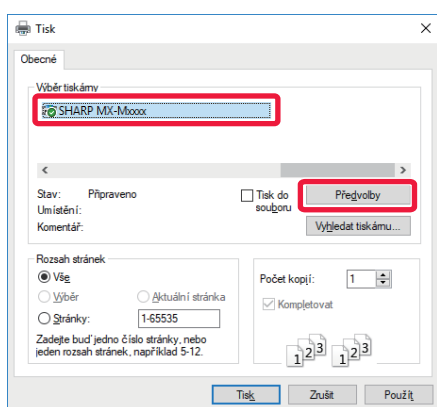 Tisk
Obecné
Výběr tiskárny
SHARP MX-Mxxxx
Stav: Připraveno
Umístění:
Komentář:
Tisk do souboru
Předvolby
Vyhledat tiskárnu...
Rozsah stránek
Vše
Výběr Aktuální stránka
Stránky: 1-65535
Zadejte buď jedno číslo stránky, nebo
jeden rozsah stránek, například 5-12.
Počet kopií: 1
Kompletovat
1 2 3 1 2 3
Tisk Zrušit Použít